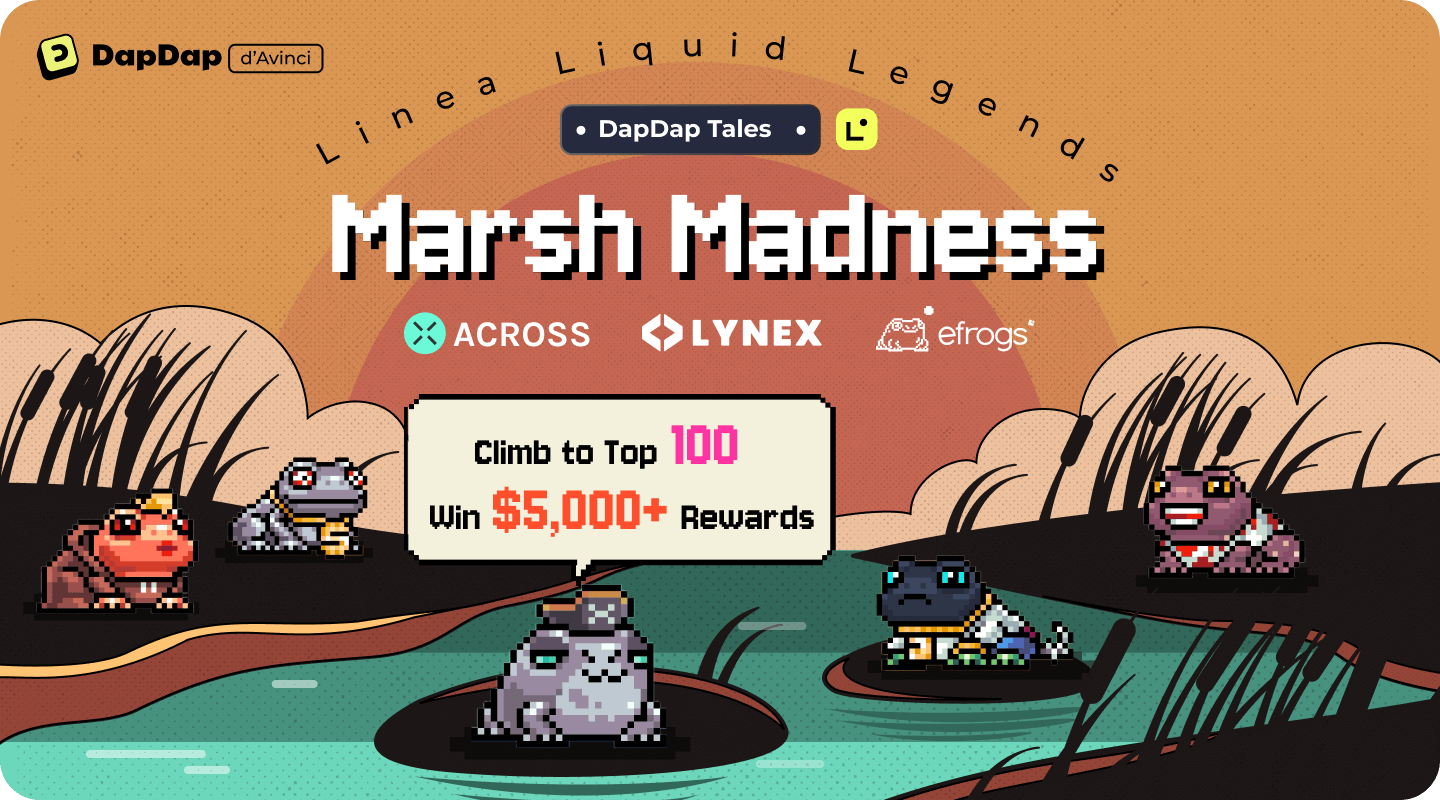 DapDap d'Avinci
Linea Liquid Legends
DapDap Tales
Marsh Madness
ACROSS LYNEX efrogs
Climb to Top 100
Win $5,000+ Rewards